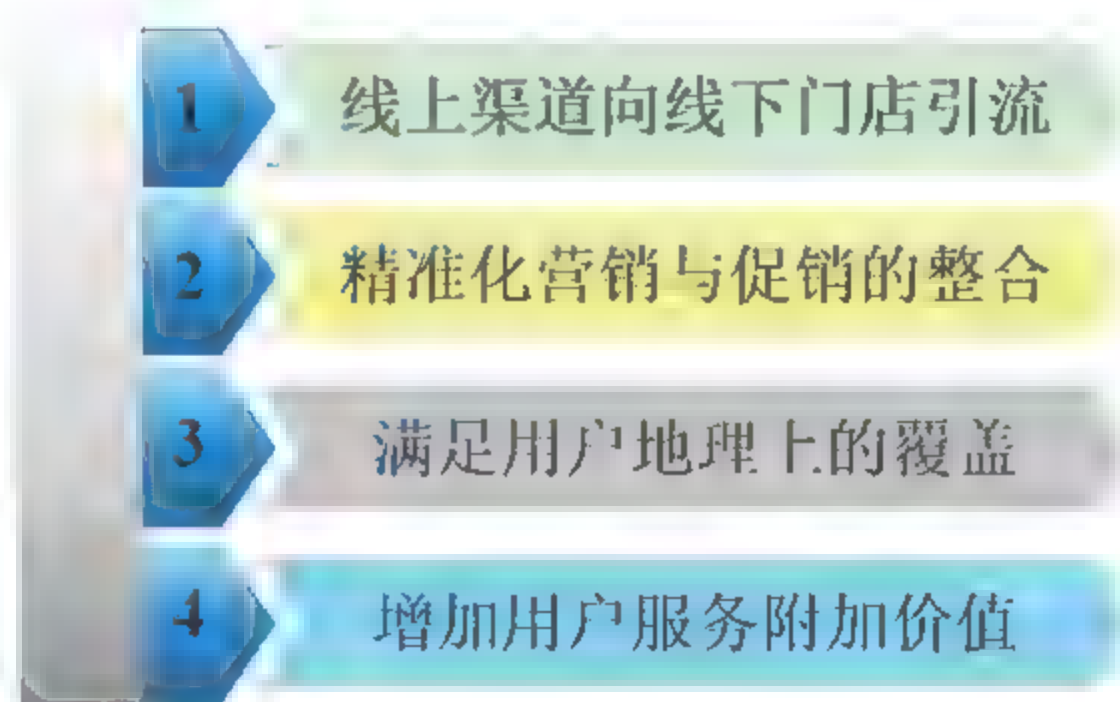 1 线上渠道向线下门店引流
2 精准化营销与促销的整合
3 满足用户地理上的覆盖
4 增加用户服务附加价值